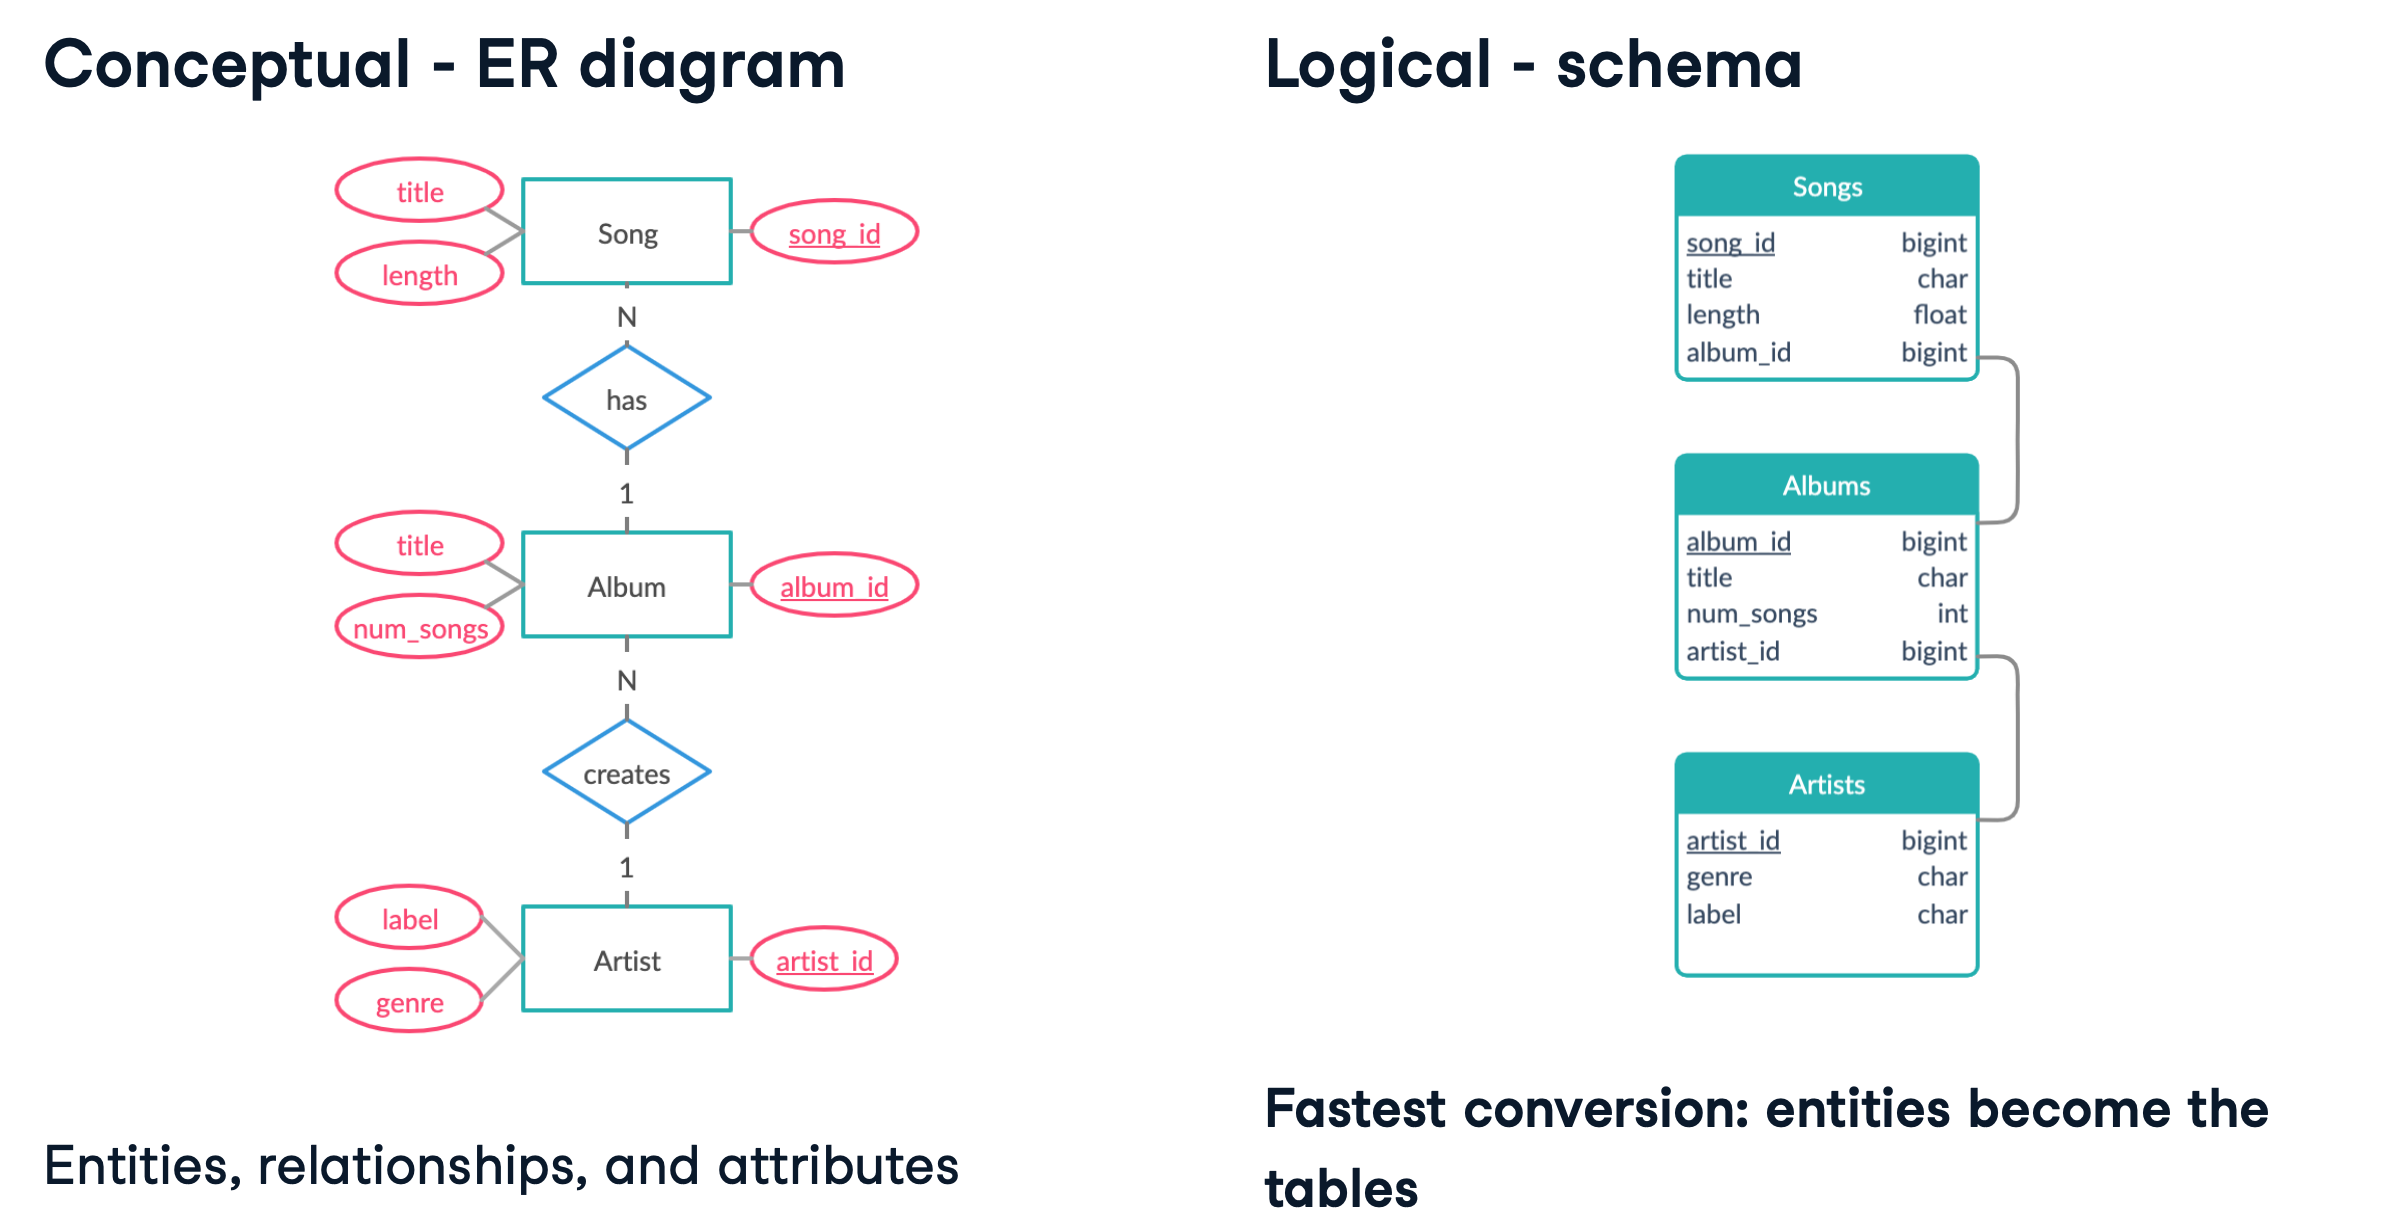 Conceptual - ER diagram
title
length
Song
song_id
N
has
1
title
num_songs
Album
album_id
N
creates
1
label
genre
Artist
artist_id
Entities, relationships, and attributes
Logical - schema
Songs
song_id bigint
title char
length float
album_id bigint
Albums
album_id bigint
title char
num_songs int
artist_id bigint
Artists
artist_id bigint
genre char
label char
Fastest conversion: entities become the
tables